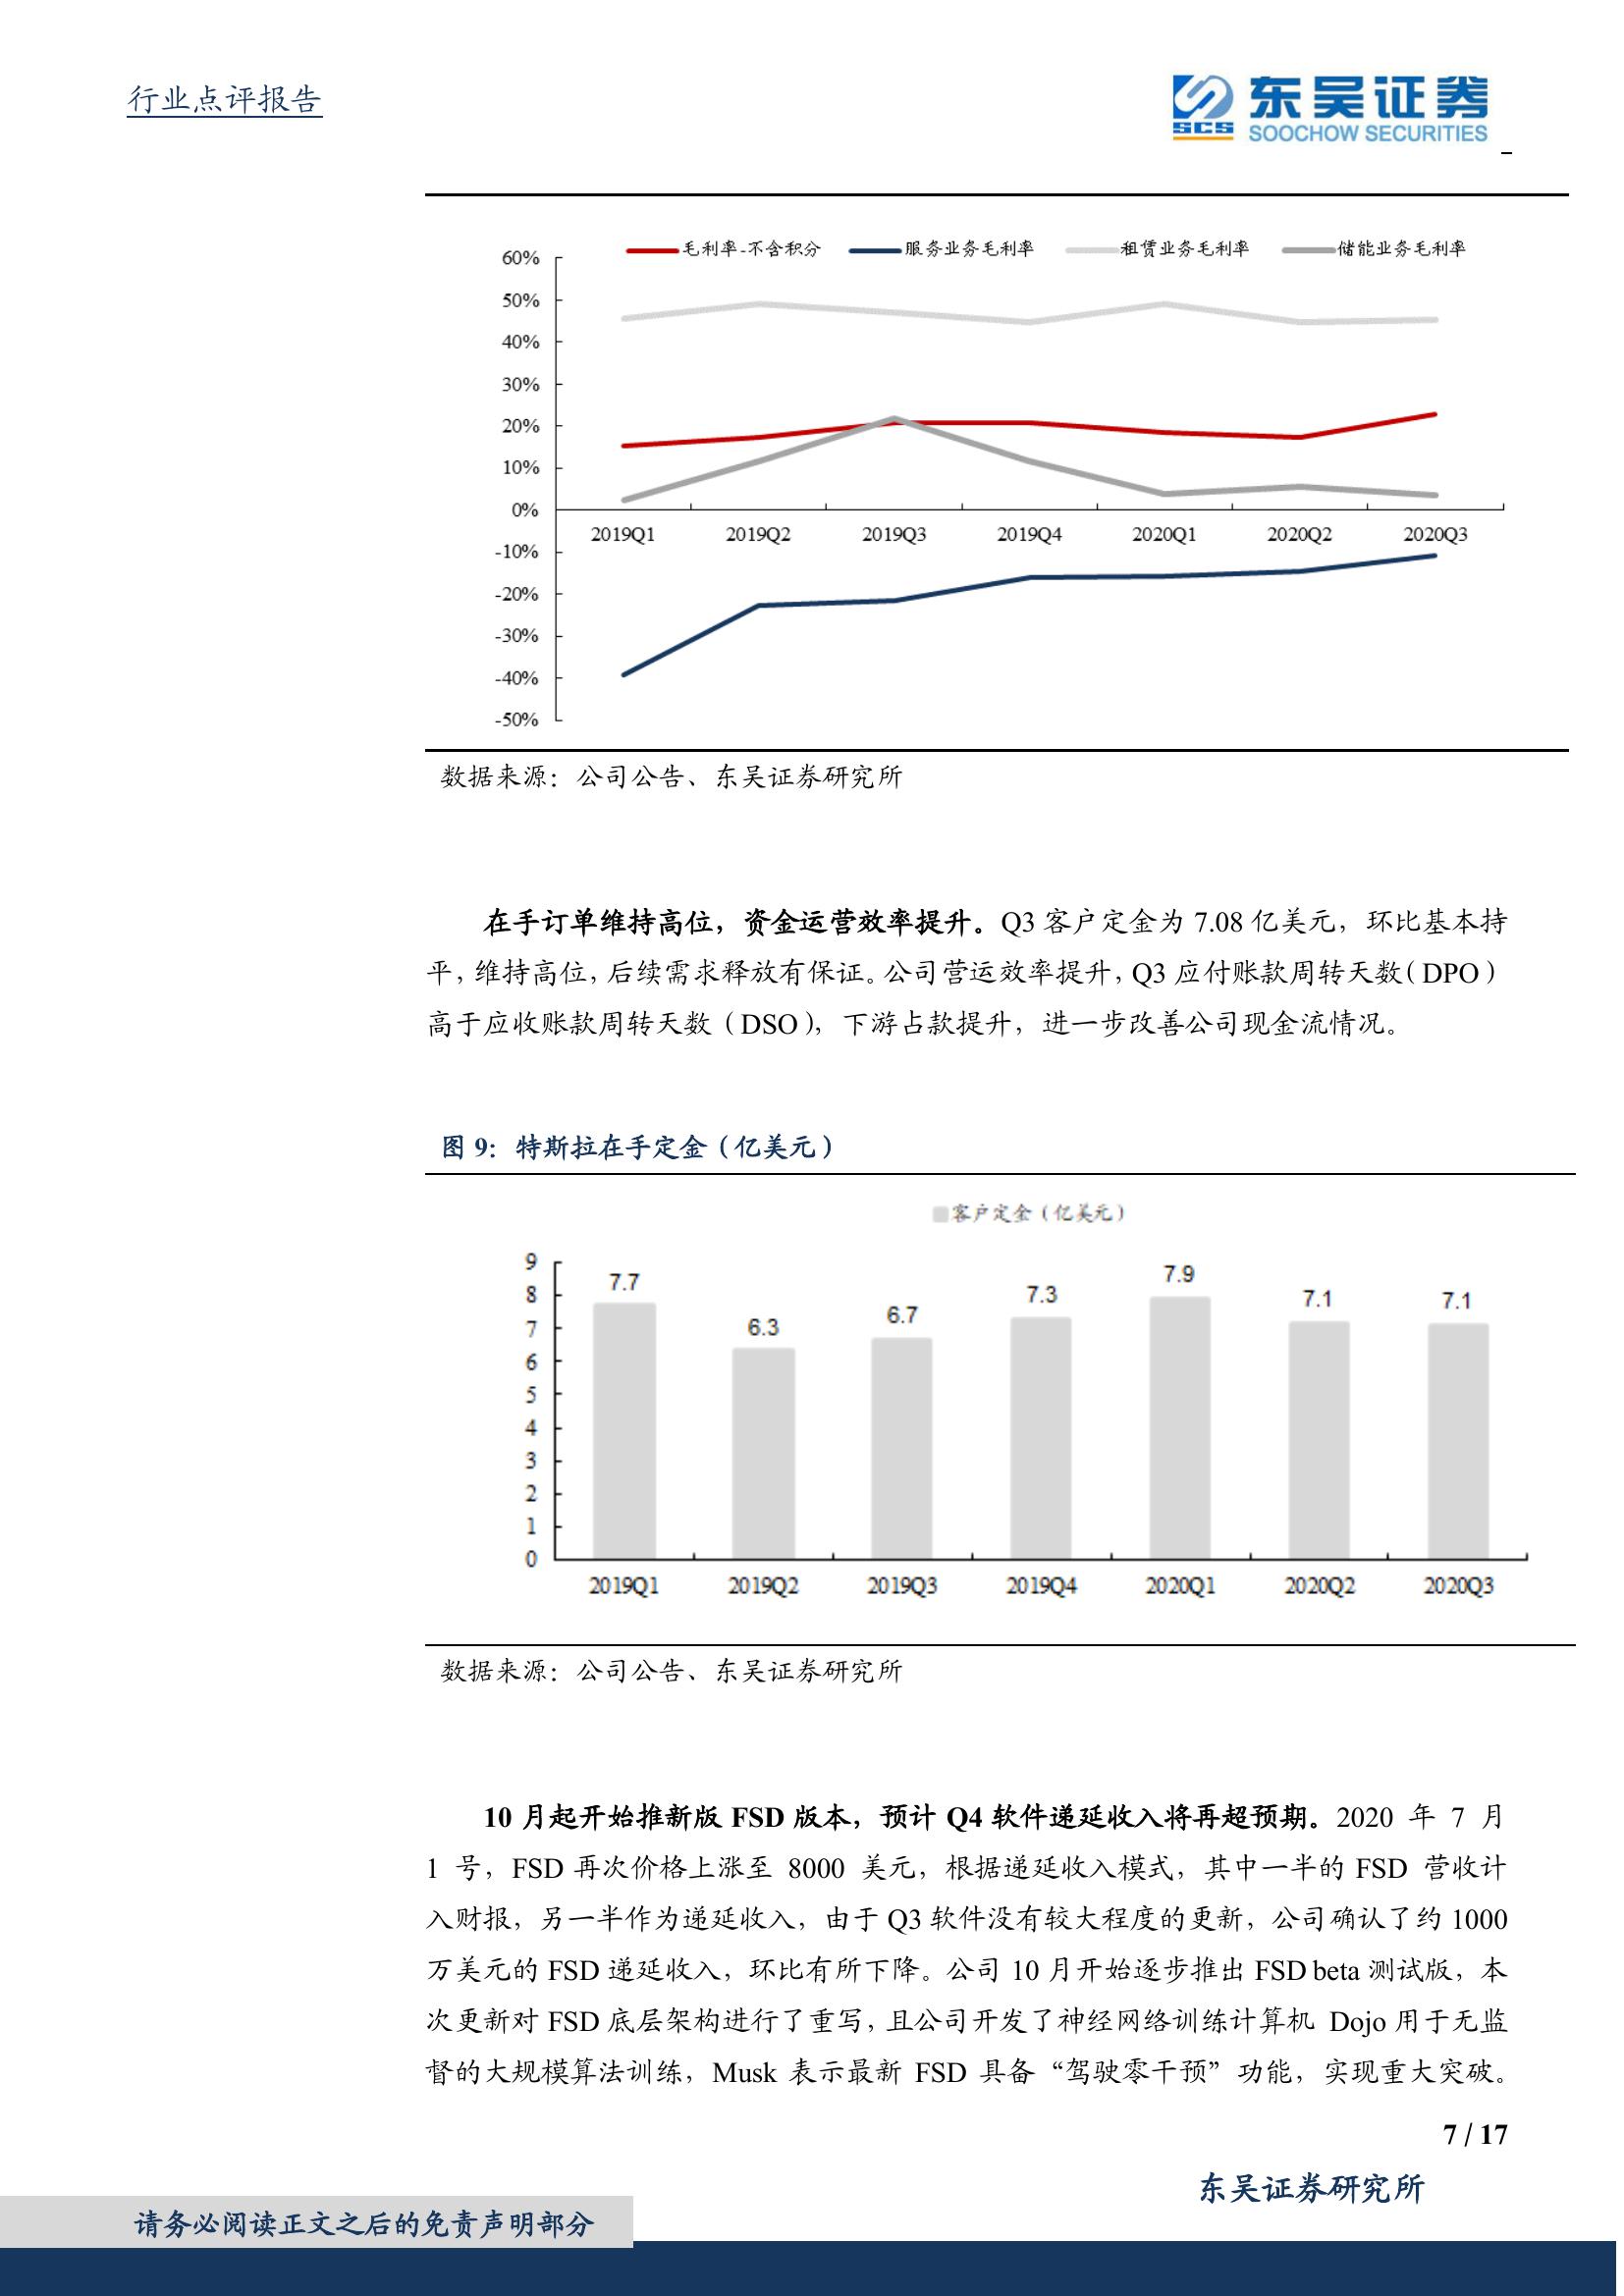 行业点评报告
东吴证券
SCS
SOOCHOW SECURITIES
毛利率-不含积分 服务业务毛利率 租赁业务毛利率 储能业务毛利率
60%
50%
40%
30%
20%
10%
0%
2019Q1 2019Q2 2019Q3 2019Q4 2020Q1 2020Q2 2020Q3
-10%
-20%
-30%
-40%
-50%
数据来源：公司公告、东吴证券研究所
在手订单维持高位，资金运营效率提升。Q3 客户定金为 7.08 亿美元，环比基本持
平，维持高位，后续需求释放有保证。公司营运效率提升，Q3 应付账款周转天数（DPO）
高于应收账款周转天数（DSO），下游占款提升，进一步改善公司现金流情况。
图 9：特斯拉在手定金（亿美元）
客户定金（亿美元）
9
8
7
6
5
4
3
2
1
0
7.7 6.3 6.7 7.3 7.9 7.1 7.1
2019Q1 2019Q2 2019Q3 2019Q4 2020Q1 2020Q2 2020Q3
数据来源：公司公告、东吴证券研究所
10 月起开始推新版 FSD 版本，预计 Q4 软件递延收入将再超预期。2020 年 7 月
1 号，FSD 再次价格上涨至 8000 美元，根据递延收入模式，其中一半的 FSD 营收计
入财报，另一半作为递延收入，由于 Q3 软件没有较大程度的更新，公司确认了约 1000
万美元的 FSD 递延收入，环比有所下降。公司 10 月开始逐步推出 FSD beta 测试版，本
次更新对 FSD 底层架构进行了重写，且公司开发了神经网络训练计算机 Dojo 用于无监
督的大规模算法训练，Musk 表示最新 FSD 具备“驾驶零干预”功能，实现重大突破。
7 / 17
东吴证券研究所
请务必阅读正文之后的免责声明部分